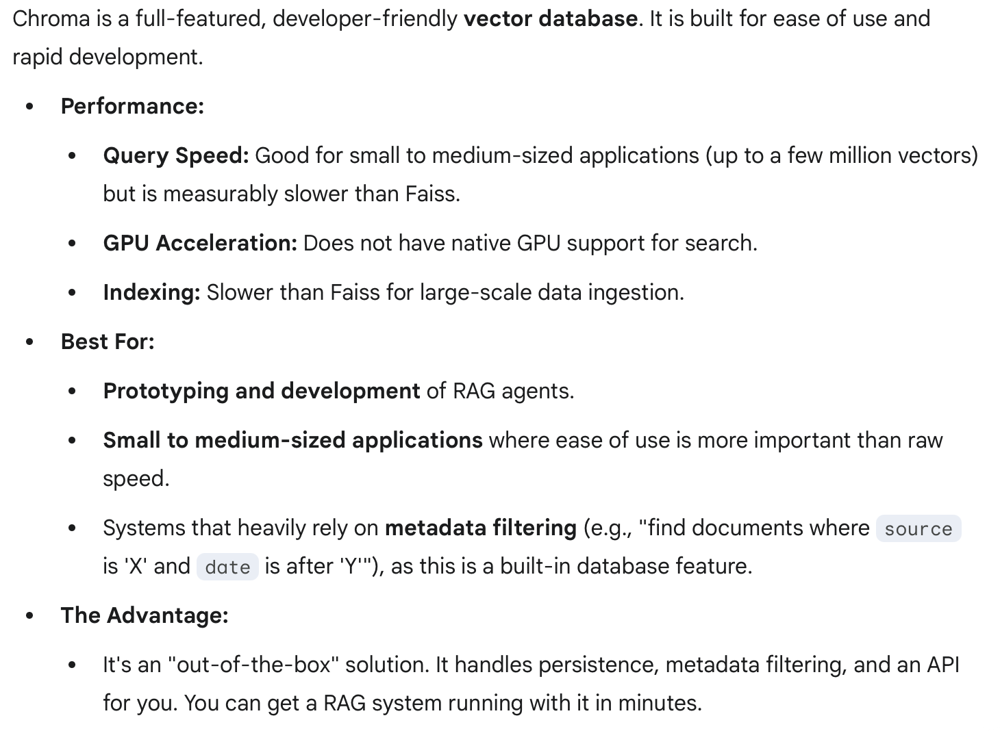 Chroma is a full-featured, developer-friendly vector database. It is built for ease of use and
rapid development.
• Performance:
• Query Speed: Good for small to medium-sized applications (up to a few million vectors)
but is measurably slower than Faiss.
• GPU Acceleration: Does not have native GPU support for search.
• Indexing: Slower than Faiss for large-scale data ingestion.
• Best For:
• Prototyping and development of RAG agents.
• Small to medium-sized applications where ease of use is more important than raw
speed.
• Systems that heavily rely on metadata filtering (e.g., "find documents where source
is 'X' and date is after 'Y'"), as this is a built-in database feature.
• The Advantage:
• It's an "out-of-the-box" solution. It handles persistence, metadata filtering, and an API
for you. You can get a RAG system running with it in minutes.